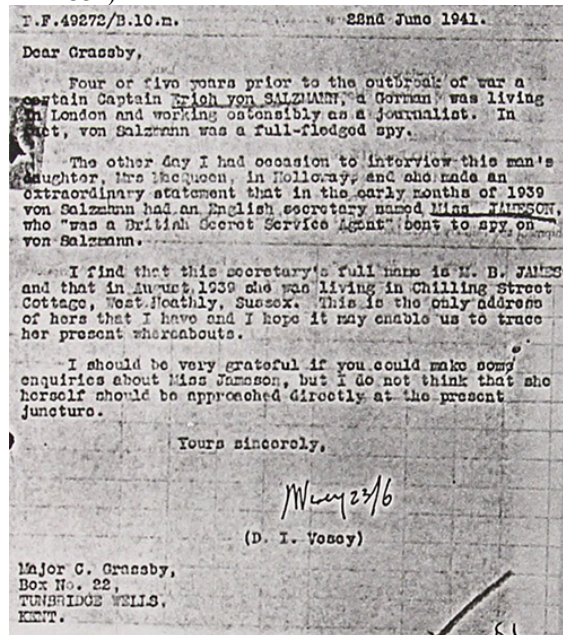 P.F.49272/B.10.m. 22nd June 1941.
Dear Grassby,
Four or five years prior to the outbreak of war a
certain Captain Erich von SALZMANN, a German was living
in London and working ostensibly as a journalist. In
fact, von Salzmann was a full-fledged spy.
The other day I had occasion to interview this man's
daughter, Mrs Macqueen, in Holloway, and she made an
extraordinary statement that in the early months of 1939
von Salzmann had an English secretary named Miss JAMESON,
who "was a British Secret Service Agent" sent to spy on
von Salzmann.
I find that this secretary's full name is M. B. JAMES
and that in August 1939 she was living in Chilling Street
Cottage, West Hoathly, Sussex. This is the only address
of hers that I have and I hope it may enable us to trace
her present whereabouts.
I should be very grateful if you could make some
enquiries about Miss Jameson, but I do not think that she
herself should be approached directly at the present
juncture.
Yours sincerely,
23/6
(D. I. Vesey)
Major C. Grassby,
Box No. 22,
TUNBRIDGE WELLS,
KENT.